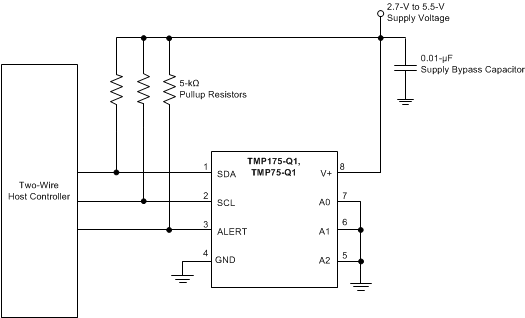 2.7-V to 5.5-V
Supply Voltage
0.01-µF
Supply Bypass Capacitor
5-kΩ
Pullup Resistors
Two-Wire
Host Controller
TMP175-Q1,
TMP75-Q1
1 SDA V+ 8
2 SCL A0 7
3 ALERT A1 6
4 GND A2 5